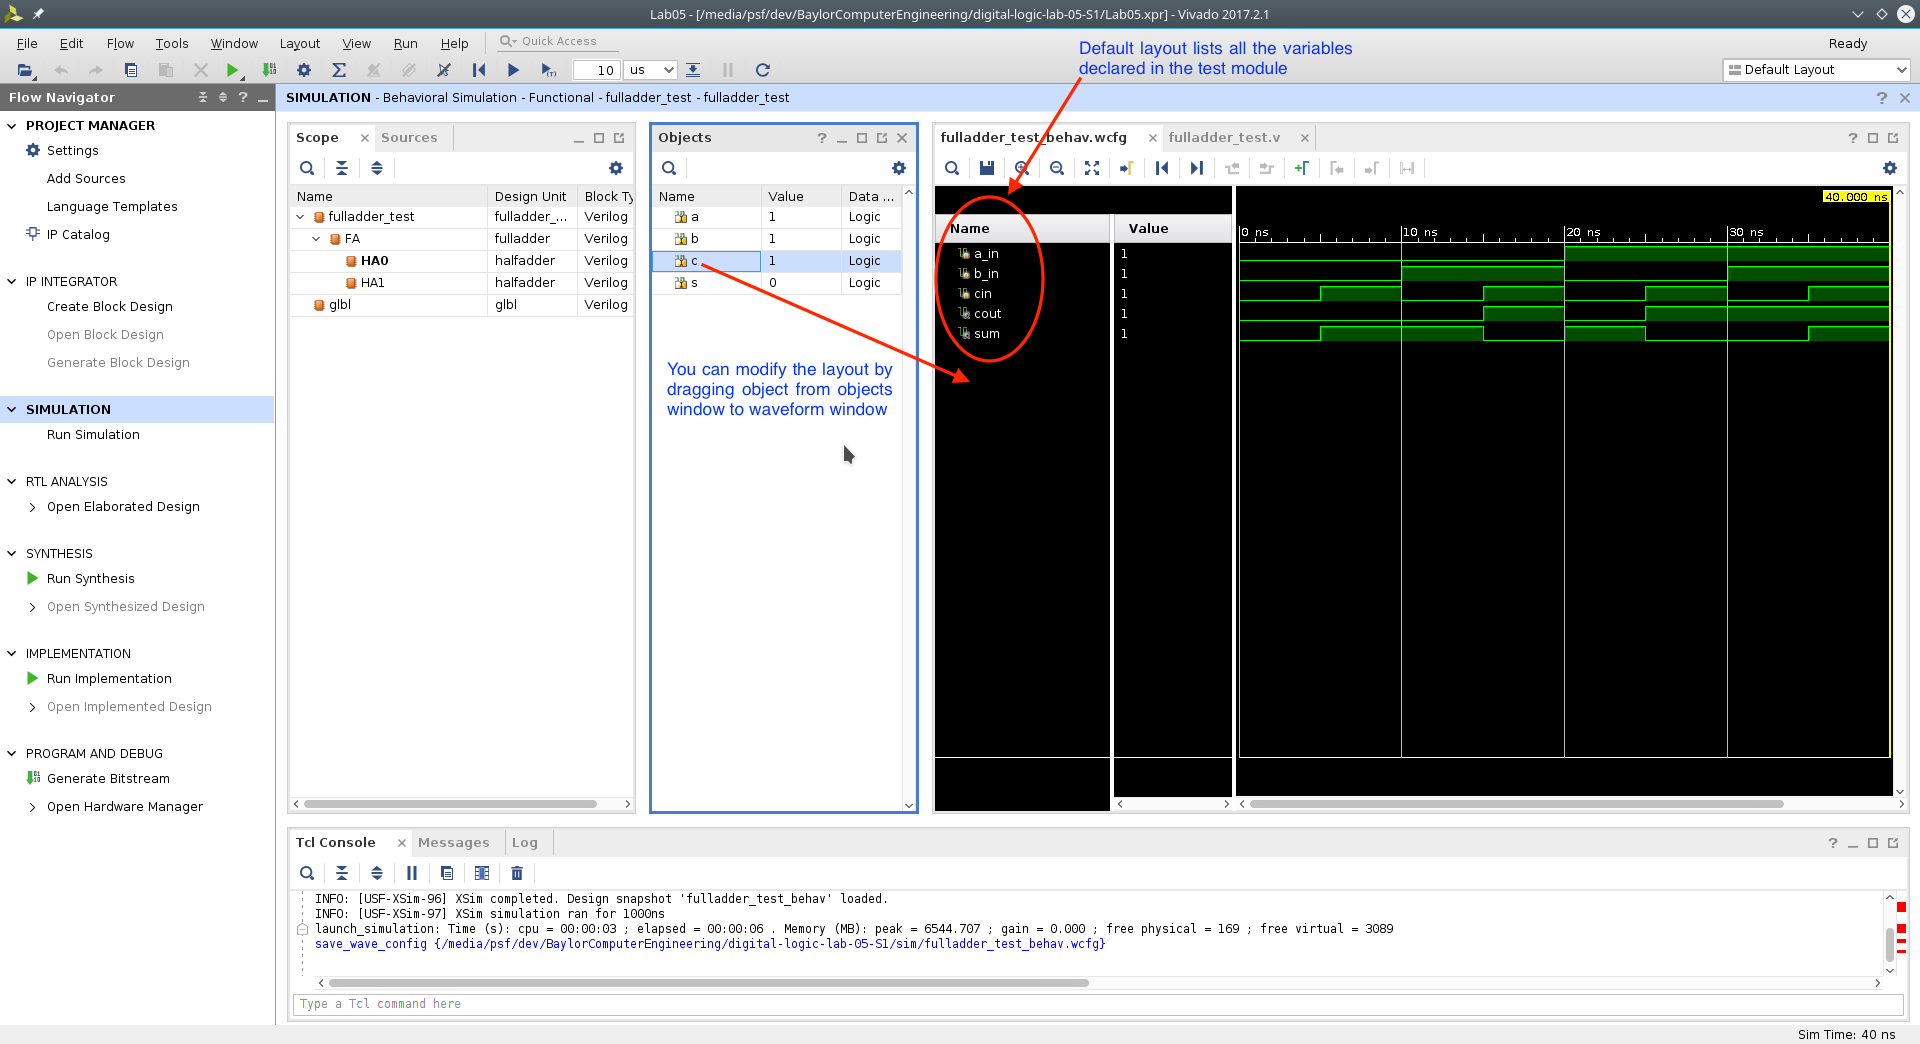 Lab05 - [/media/psf/dev/BaylorComputerEngineering/digital-logic-lab-05-S1/Lab05.xpr] - Vivado 2017.2.1
File Edit Flow Tools Window Layout View Run Help Quick Access
Ready
10 us
Default Layout
Default layout lists all the variables
declared in the test module
Flow Navigator
SIMULATION - Behavioral Simulation - Functional - fulladder_test - fulladder_test
PROJECT MANAGER
Settings
Add Sources
Language Templates
IP Catalog
IP INTEGRATOR
Create Block Design
Open Block Design
Generate Block Design
SIMULATION
Run Simulation
RTL ANALYSIS
Open Elaborated Design
SYNTHESIS
Run Synthesis
Open Synthesized Design
IMPLEMENTATION
Run Implementation
Open Implemented Design
PROGRAM AND DEBUG
Generate Bitstream
Open Hardware Manager
Scope Sources
Name Design Unit Block Ty
fulladder_test fulladder_... Verilog
FA fulladder Verilog
HA0 halfadder Verilog
HA1 halfadder Verilog
glbl glbl Verilog
Objects
Name Value Data ...
a 1 Logic
b 1 Logic
c 1 Logic
s 0 Logic
You can modify the layout by
dragging object from objects
window to waveform window
fulladder_test_behav.wcfg fulladder_test.v
40.000 ns
Name Value
0 ns 10 ns 20 ns 30 ns
a_in 1
b_in 1
cin 1
cout 1
sum 1
Tcl Console Messages Log
INFO: [USF-XSim-96] XSim completed. Design snapshot 'fulladder_test_behav' loaded.
INFO: [USF-XSim-97] XSim simulation ran for 1000ns
launch_simulation: Time (s): cpu = 00:00:03 ; elapsed = 00:00:06 . Memory (MB): peak = 6544.707 ; gain = 0.000 ; free physical = 169 ; free virtual = 3089
save_wave_config {/media/psf/dev/BaylorComputerEngineering/digital-logic-lab-05-S1/sim/fulladder_test_behav.wcfg}
Type a Tcl command here
Sim Time: 40 ns